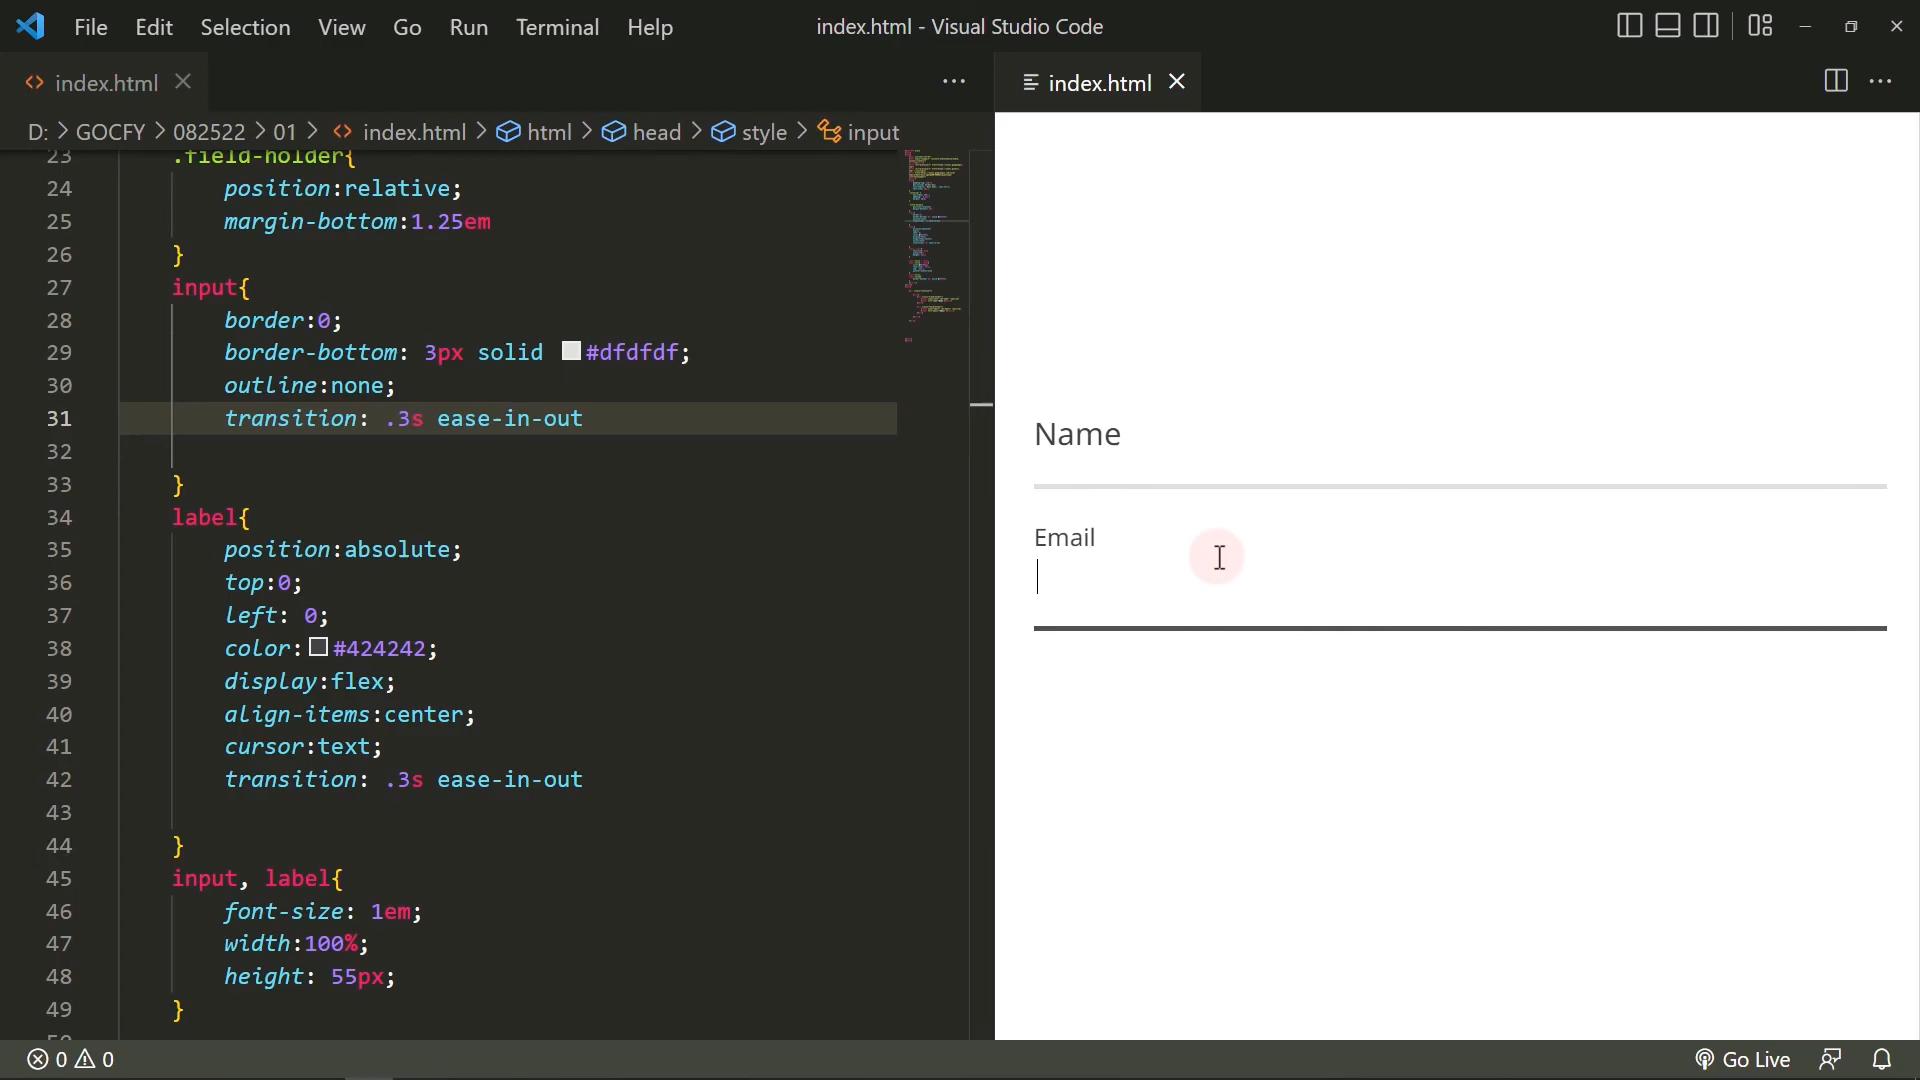 File Edit Selection View Go Run Terminal Help
index.html - Visual Studio Code
index.html
index.html
D: > GOCFY > 082522 > 01 > index.html > html > head > style > input
23 .field-holder{
24 position:relative;
25 margin-bottom:1.25em
26 }
27 input{
28 border:0;
29 border-bottom: 3px solid #dfdfdf;
30 outline:none;
31 transition: .3s ease-in-out
32
33 }
34 label{
35 position:absolute;
36 top:0;
37 left: 0;
38 color:#424242;
39 display:flex;
40 align-items:center;
41 cursor:text;
42 transition: .3s ease-in-out
43
44 }
45 input, label{
46 font-size: 1em;
47 width:100%;
48 height: 55px;
49 }
Name
Email
0 0
Go Live